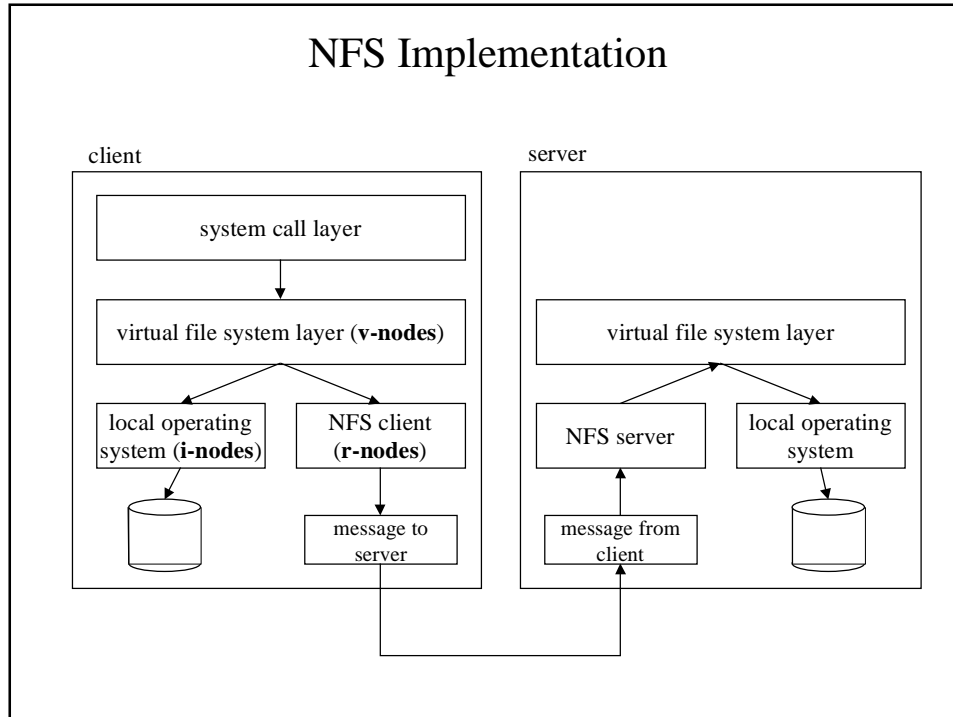 NFS Implementation
client
system call layer
virtual file system layer (v-nodes)
local operating
system (i-nodes)
NFS client
(r-nodes)
message to
server
server
virtual file system layer
NFS server
local operating
system
message from
client